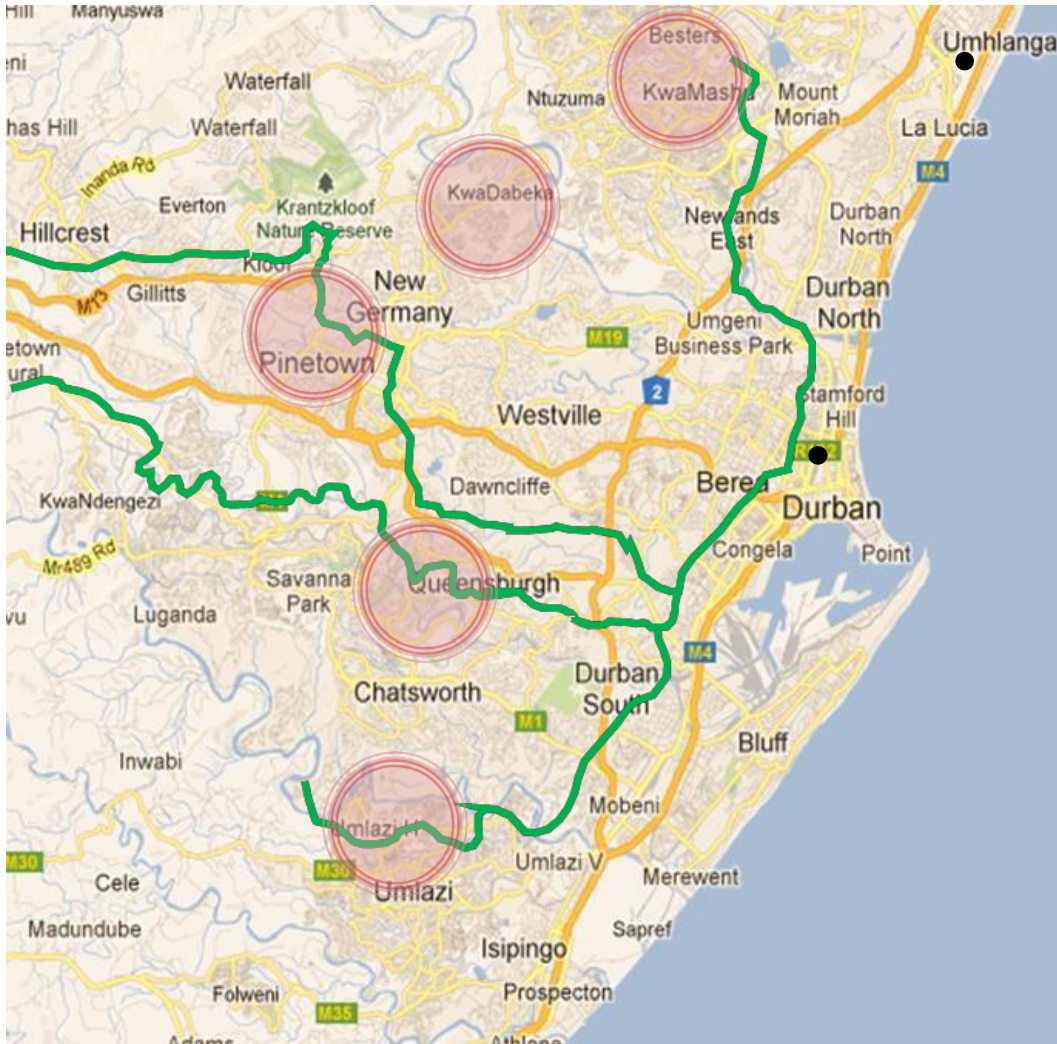 Hill
Manyuswa
Besters
Umhlanga
eni
Waterfall
Ntuzuma
KwaMashu
Mount
Moriah
has Hill
Waterfall
La Lucia
Inanda Rd
M4
KwaDabeka
Everton
Krantzkloof
Nature Reserve
Newlands
East
Durban
North
Hillcrest
Kloof
M13
Gillitts
New
Germany
Durban
North
Umgeni
Business Park
M19
etown
ural
Pinetown
2
Stamford
Hill
Westville
Dawncliffe
Berea
Durban
KwaNdengezi
Congela
Point
Mr489 Rd
Savanna
Park
Queensburgh
vu
Luganda
M4
Durban
South
Chatsworth
M1
Bluff
Inwabi
Mobeni
Umlazi V
M30
M30
Merewent
Cele
Umlazi
Madundube
Sapref
Isipingo
Folweni
Prospecton
M35
Adams
Athlone